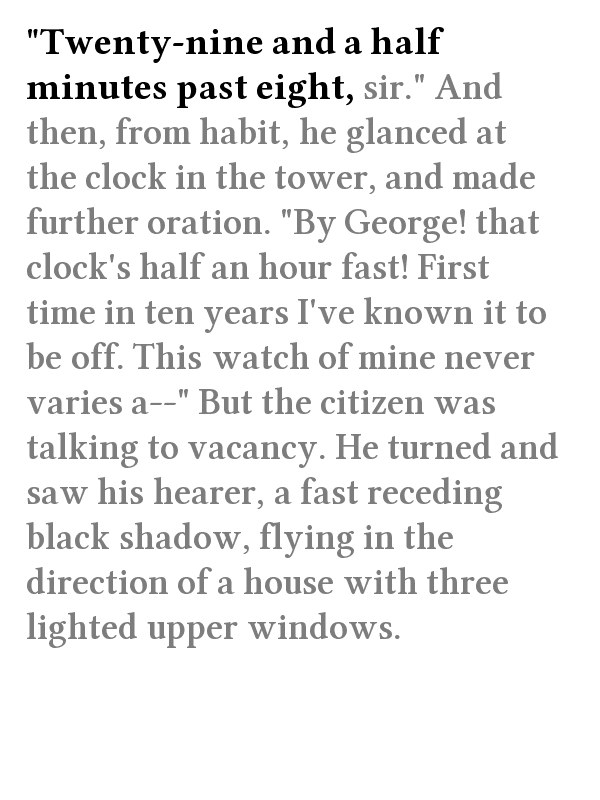 "Twenty-nine and a half
minutes past eight, sir." And
then, from habit, he glanced at
the clock in the tower, and made
further oration. "By George! that
clock's half an hour fast! First
time in ten years I've known it to
be off. This watch of mine never
varies a--" But the citizen was
talking to vacancy. He turned and
saw his hearer, a fast receding
black shadow, flying in the
direction of a house with three
lighted upper windows.